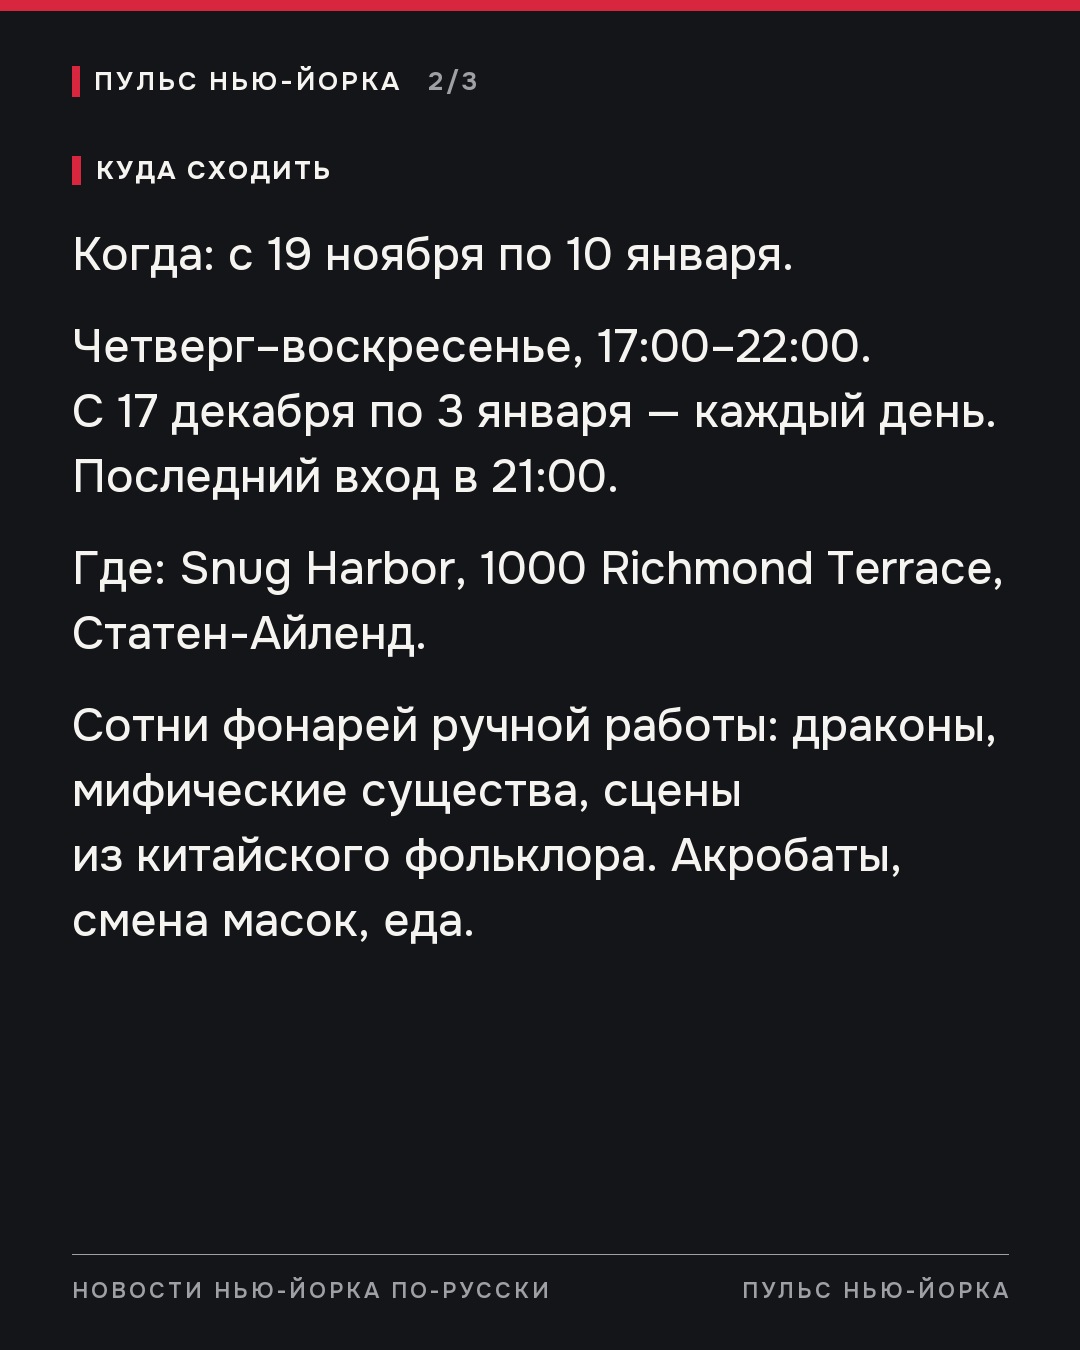 ПУЛЬС НЬЮ-ЙОРКА 2/3
КУДА СХОДИТЬ
Когда: с 19 ноября по 10 января.
Четверг–воскресенье, 17:00–22:00.
С 17 декабря по 3 января — каждый день.
Последний вход в 21:00.
Где: Snug Harbor, 1000 Richmond Terrace,
Статен-Айленд.
Сотни фонарей ручной работы: драконы,
мифические существа, сцены
из китайского фольклора. Акробаты,
смена масок, еда.
НОВОСТИ НЬЮ-ЙОРКА ПО-РУССКИ
ПУЛЬС НЬЮ-ЙОРКА